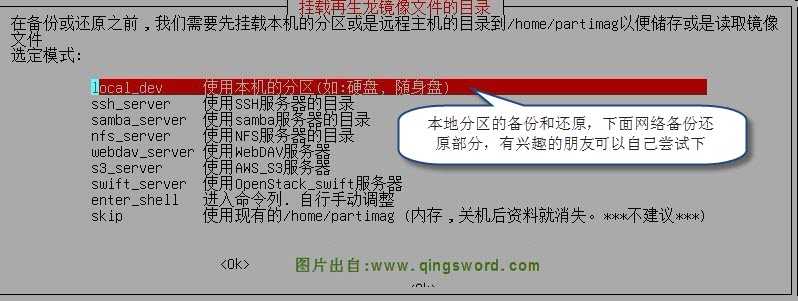 挂载再生龙镜像文件的目录
在备份或还原之前,我们需要先挂载本机的分区或是远程主机的目录到/home/partimag以便储存或是读取镜像
文件
选定模式:
local_dev 使用本机的分区(如:硬盘, 随身盘)
ssh_server 使用SSH服务器的目录
samba_server 使用samba服务器的目录
nfs_server 使用NFS服务器的目录
webdav_server 使用WebDAV服务器
s3_server 使用AWS_S3服务器
swift_server 使用OpenStack_swift服务器
enter_shell 进入命令列. 自行手动调整
skip 使用现有的/home/partimag (内存,关机后资料就消失。***不建议***)
本地分区的备份和还原，下面网络备份还
原部分，有兴趣的朋友可以自己尝试下
<Ok>
图片出自:www.qingsword.com